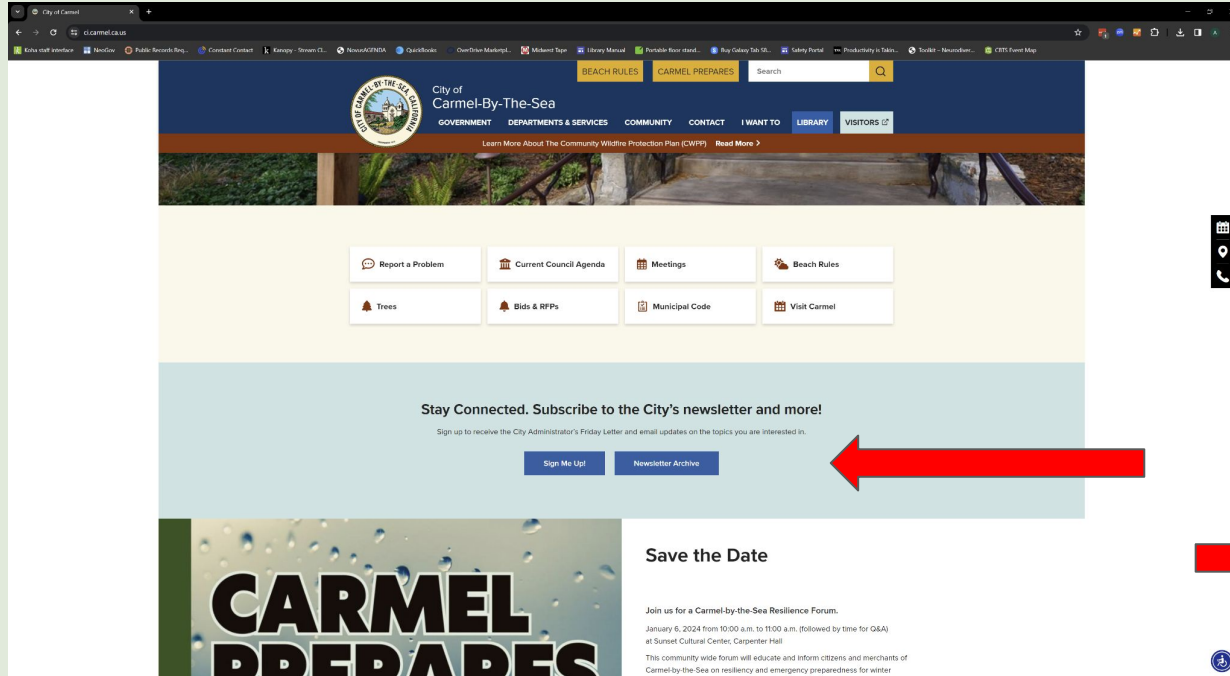 City of Carmel
ci.carmel.ca.us
Koha staff interface NeoGov Public Records Req... Constant Contact Kanopy - Stream Cl... NovusAGENDA QuickBooks OverDrive Marketpl... Midwest Tape Library Manual Portable floor stand... Buy Galaxy Tab S8... Safety Portal Productivity is Takin... Toolkit - Neurodiver... CBTS Event Map
BEACH RULES CARMEL PREPARES Search
CITY OF CARMEL-BY-THE-SEA, CALIFORNIA
City of
Carmel-By-The-Sea
GOVERNMENT DEPARTMENTS & SERVICES COMMUNITY CONTACT I WANT TO LIBRARY VISITORS
Learn More About The Community Wildfire Protection Plan (CWPP) Read More >
Report a Problem Current Council Agenda Meetings Beach Rules
Trees Bids & RFPs Municipal Code Visit Carmel
Stay Connected. Subscribe to the City's newsletter and more!
Sign up to receive the City Administrator's Friday Letter and email updates on the topics you are interested in.
Sign Me Up! Newsletter Archive
CARMEL
PREPARES
Save the Date
Join us for a Carmel-by-the-Sea Resilience Forum.
January 6, 2024 from 10:00 a.m. to 11:00 a.m. (followed by time for Q&A)
at Sunset Cultural Center, Carpenter Hall
This community wide forum will educate and inform citizens and merchants of
Carmel-by-the-Sea on resiliency and emergency preparedness for winter